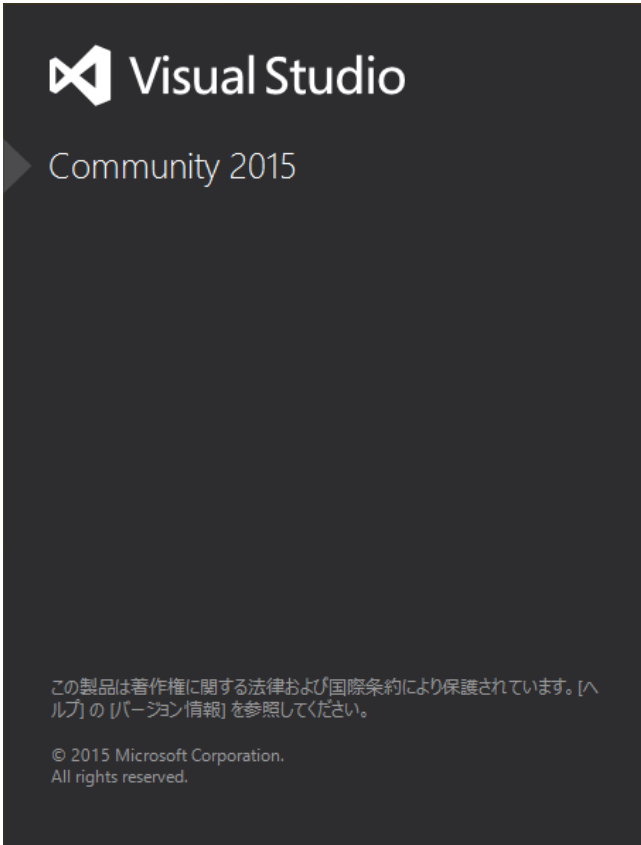 Visual Studio
Community 2015
この製品は著作権に関する法律および国際条約により保護されています。[ヘ
ルプ] の [バージョン情報] を参照してください。
© 2015 Microsoft Corporation.
All rights reserved.